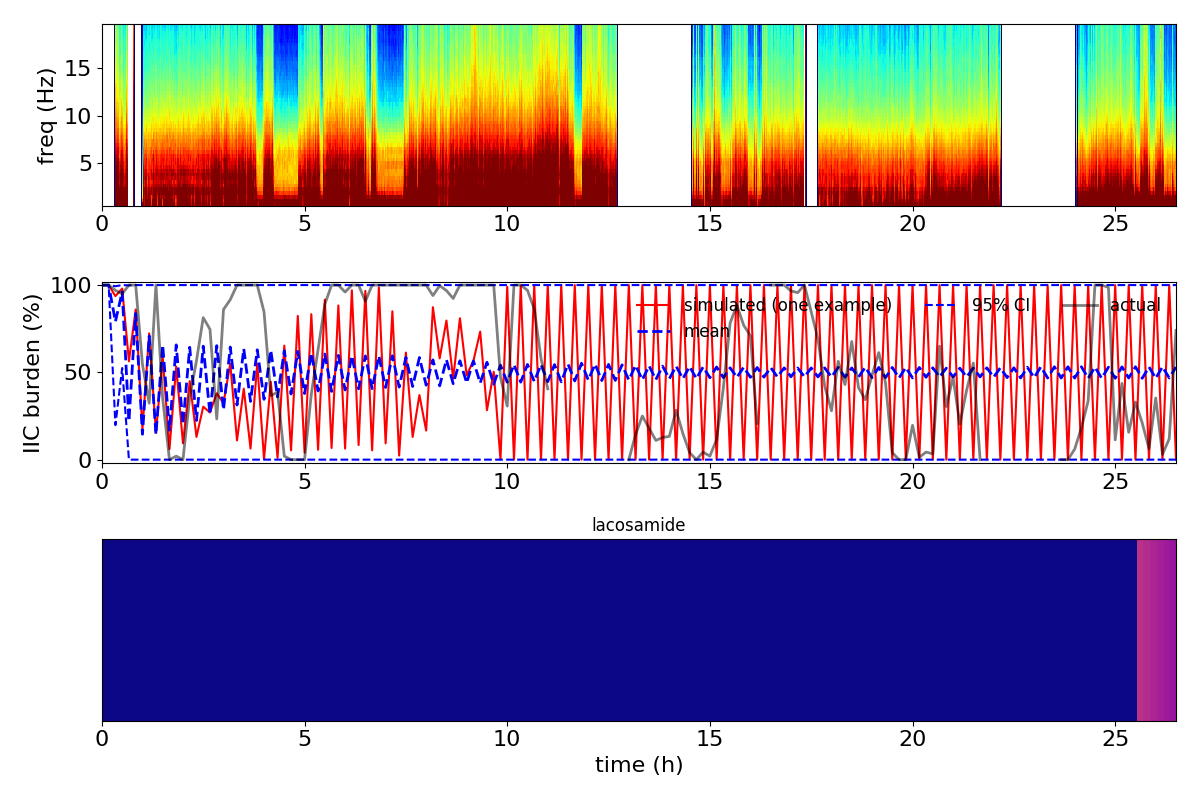 freq (Hz)
15
10
5
0 5 10 15 20 25
IIC burden (%)
100
50
0
simulated (one example) 95% CI actual
mean
0 5 10 15 20 25
lacosamide
0 5 10 15 20 25
time (h)